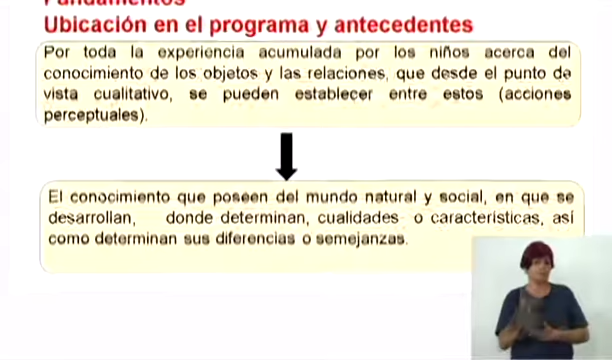 Fundamentos
Ubicación en el programa y antecedentes
Por toda la experiencia acumulada por los niños acerca del
conocimiento de los objetos y las relaciones, que desde el punto de
vista cualitativo, se pueden establecer entre estos (acciones
perceptuales).
El conocimiento que poseen del mundo natural y social, en que se
desarrollan, donde determinan, cualidades o características, así
como determinan sus diferencias o semejanzas.